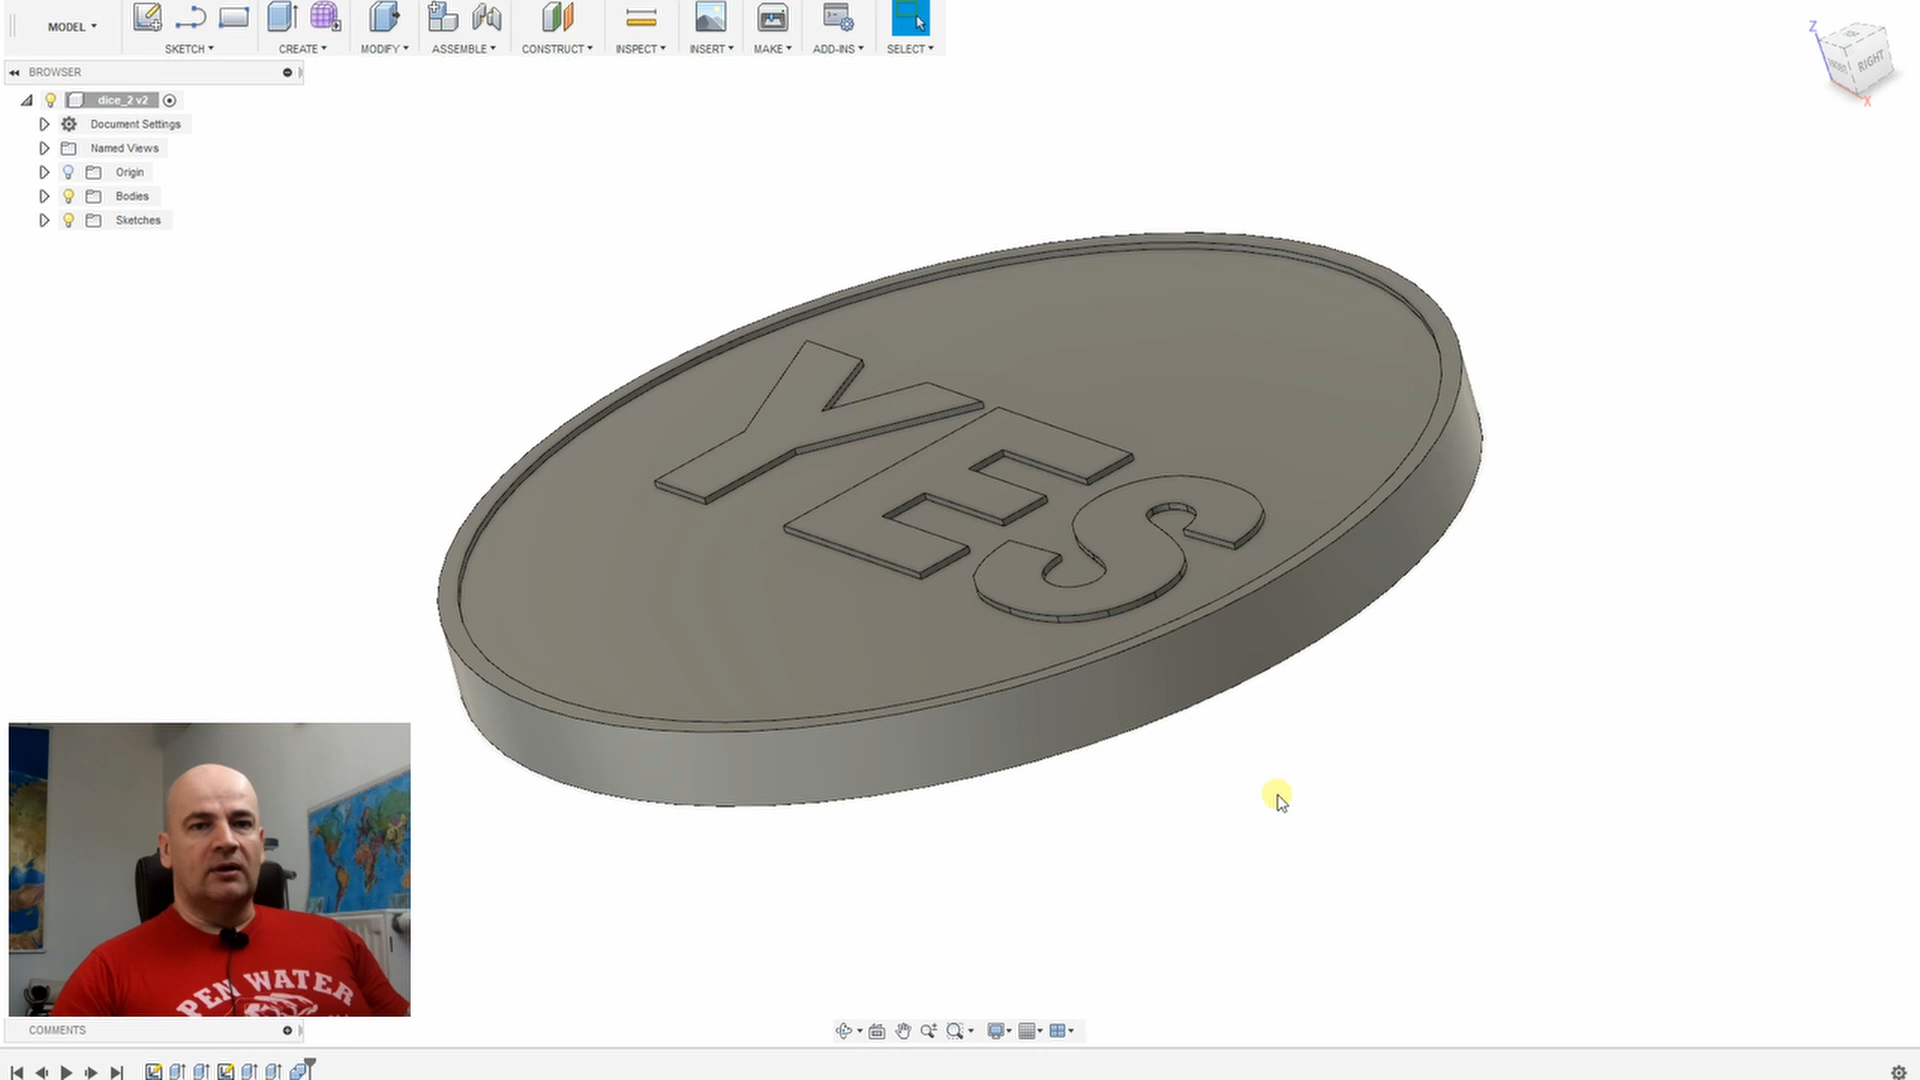 MODEL
SKETCH
CREATE
MODIFY
ASSEMBLE
CONSTRUCT
INSPECT
INSERT
MAKE
ADD-INS
SELECT
BROWSER
dice_2 v2
Document Settings
Named Views
Origin
Bodies
Sketches
Z
RIGHT
X
YES
PEN WATER
COMMENTS